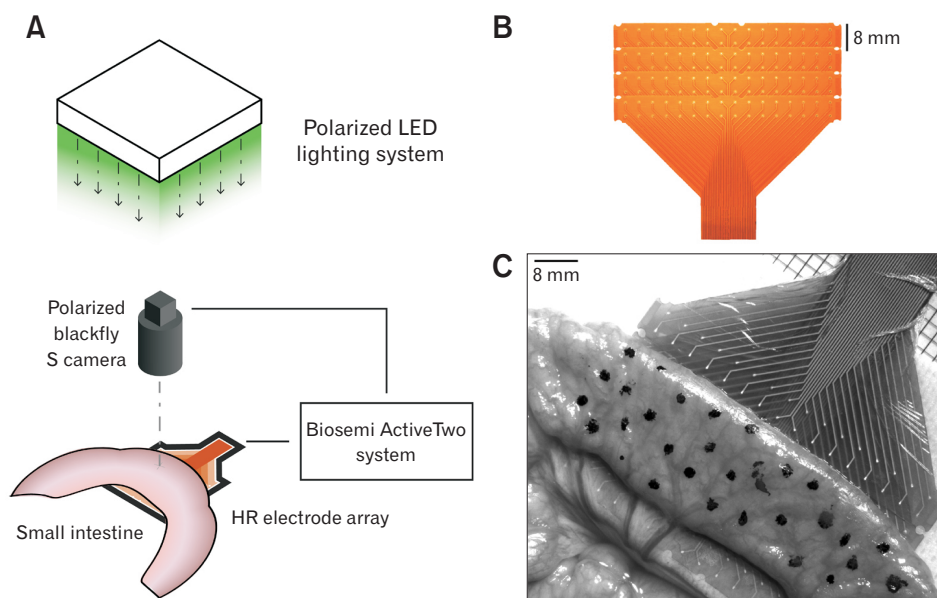 A
Polarized LED
lighting system
Polarized
blackfly
S camera
Biosemi ActiveTwo
system
Small intestine
HR electrode array
B
8 mm
C
8 mm